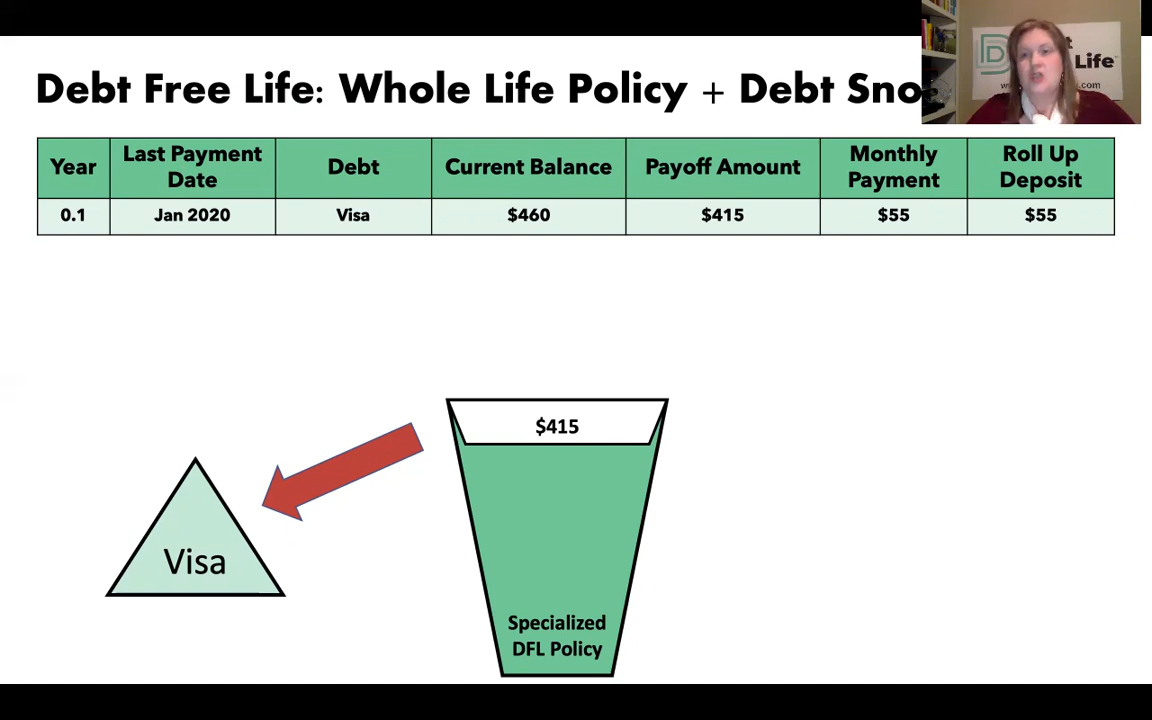 Debt Free Life: Whole Life Policy + Debt Sno
Life
.com
Year	Last Payment Date	Debt	Current Balance	Payoff Amount	Monthly Payment	Roll Up Deposit
0.1	Jan 2020	Visa	$460	$415	$55	$55
$415
Visa
Specialized
DFL Policy